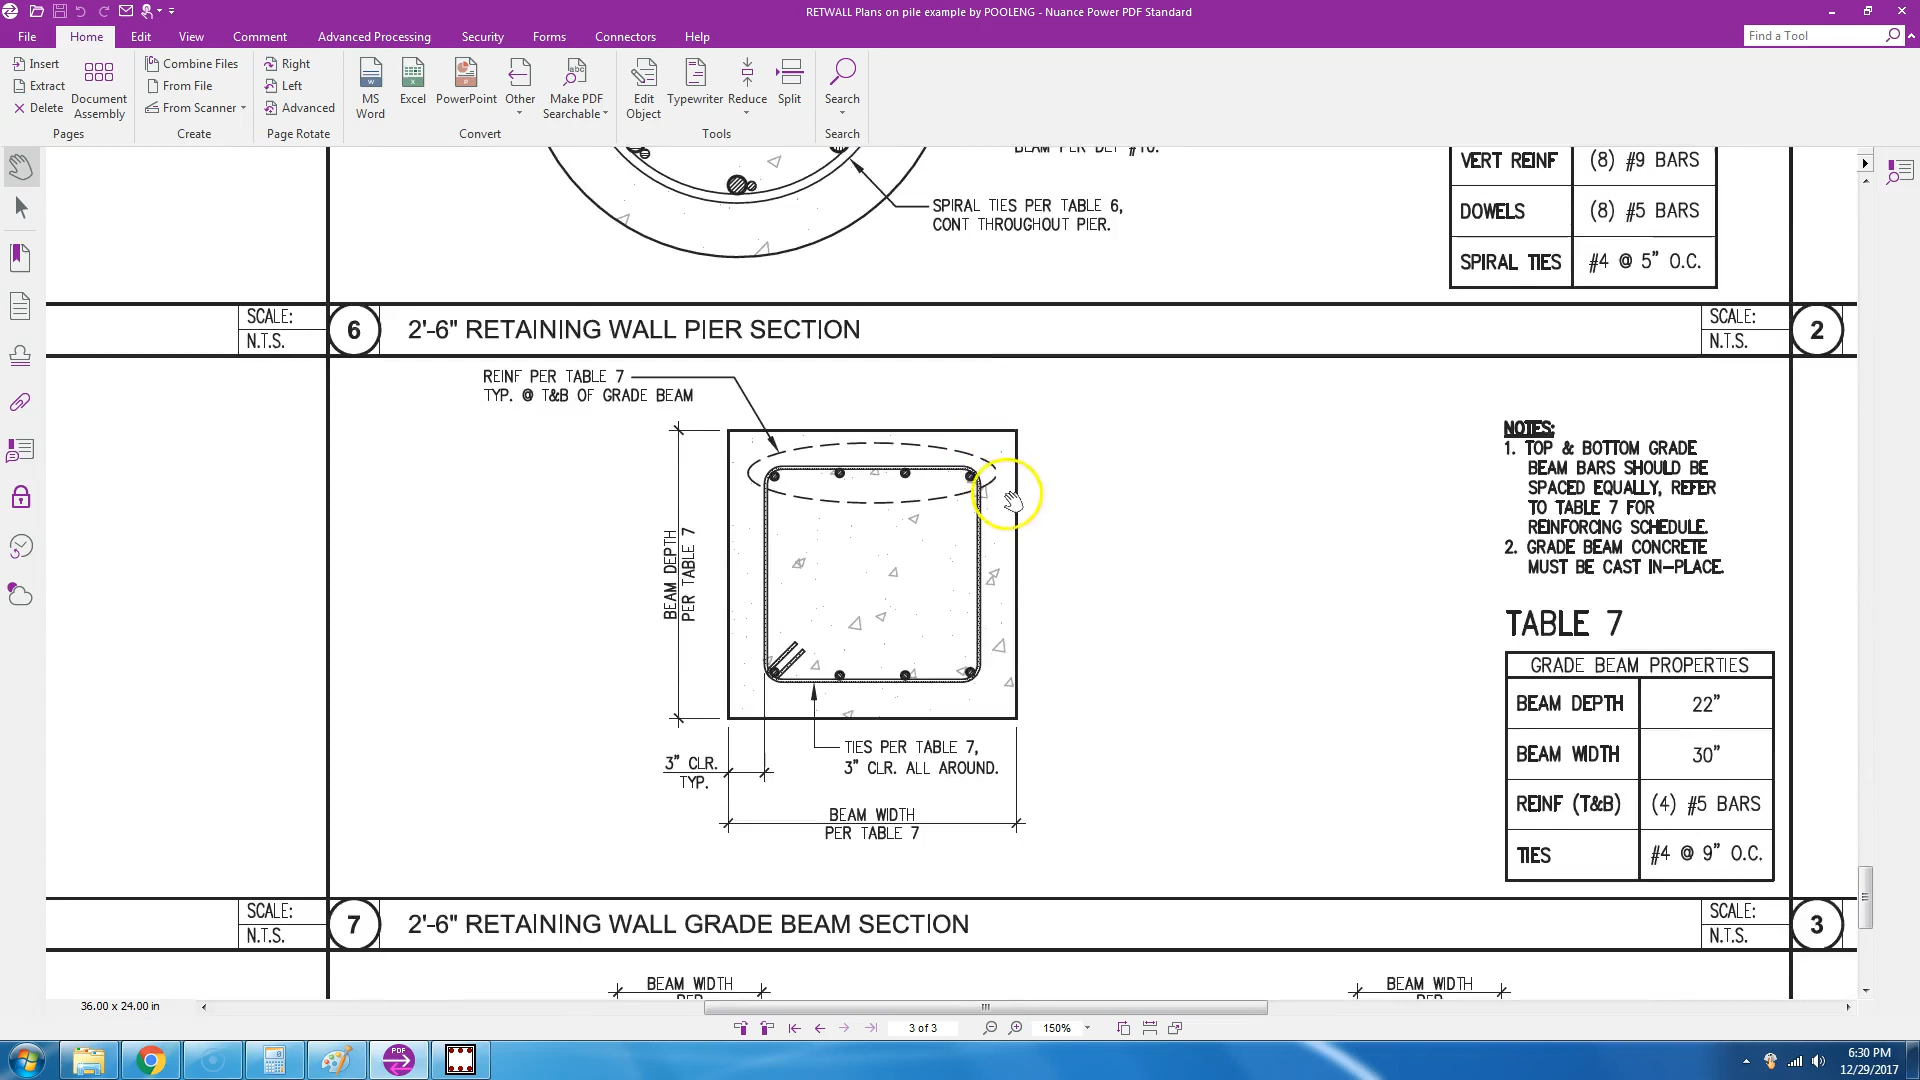 RETWALL Plans on pile example by POOLENG - Nuance Power PDF Standard
File Home Edit View Comment Advanced Processing Security Forms Connectors Help
Find a Tool
Insert
Extract
Delete
Document
Assembly
Pages
Combine Files
From File
From Scanner
Create
Right
Left
Advanced
Page Rotate
MS
Word
Excel
PowerPoint
Other
Make PDF
Searchable
Convert
Edit
Object
Typewriter
Reduce
Split
Tools
Search
Search
BEAM PER DET #10.
SPIRAL TIES PER TABLE 6,
CONT THROUGHOUT PIER.
VERT REINF (8) #9 BARS
DOWELS (8) #5 BARS
SPIRAL TIES #4 @ 5" O.C.
SCALE:
N.T.S.
6
2'-6" RETAINING WALL PIER SECTION
SCALE:
N.T.S.
2
REINF PER TABLE 7
TYP. @ T&B OF GRADE BEAM
BEAM DEPTH
PER TABLE 7
3" CLR.
TYP.
TIES PER TABLE 7,
3" CLR. ALL AROUND.
BEAM WIDTH
PER TABLE 7
NOTES:
1. TOP & BOTTOM GRADE
BEAM BARS SHOULD BE
SPACED EQUALLY, REFER
TO TABLE 7 FOR
REINFORCING SCHEDULE.
2. GRADE BEAM CONCRETE
MUST BE CAST IN-PLACE.
TABLE 7
GRADE BEAM PROPERTIES
BEAM DEPTH 22"
BEAM WIDTH 30"
REINF (T&B) (4) #5 BARS
TIES #4 @ 9" O.C.
SCALE:
N.T.S.
7
2'-6" RETAINING WALL GRADE BEAM SECTION
SCALE:
N.T.S.
3
BEAM WIDTH
PER
BEAM WIDTH
PER
36.00 x 24.00 in
3 of 3
150%
PDF
6:30 PM
12/29/2017